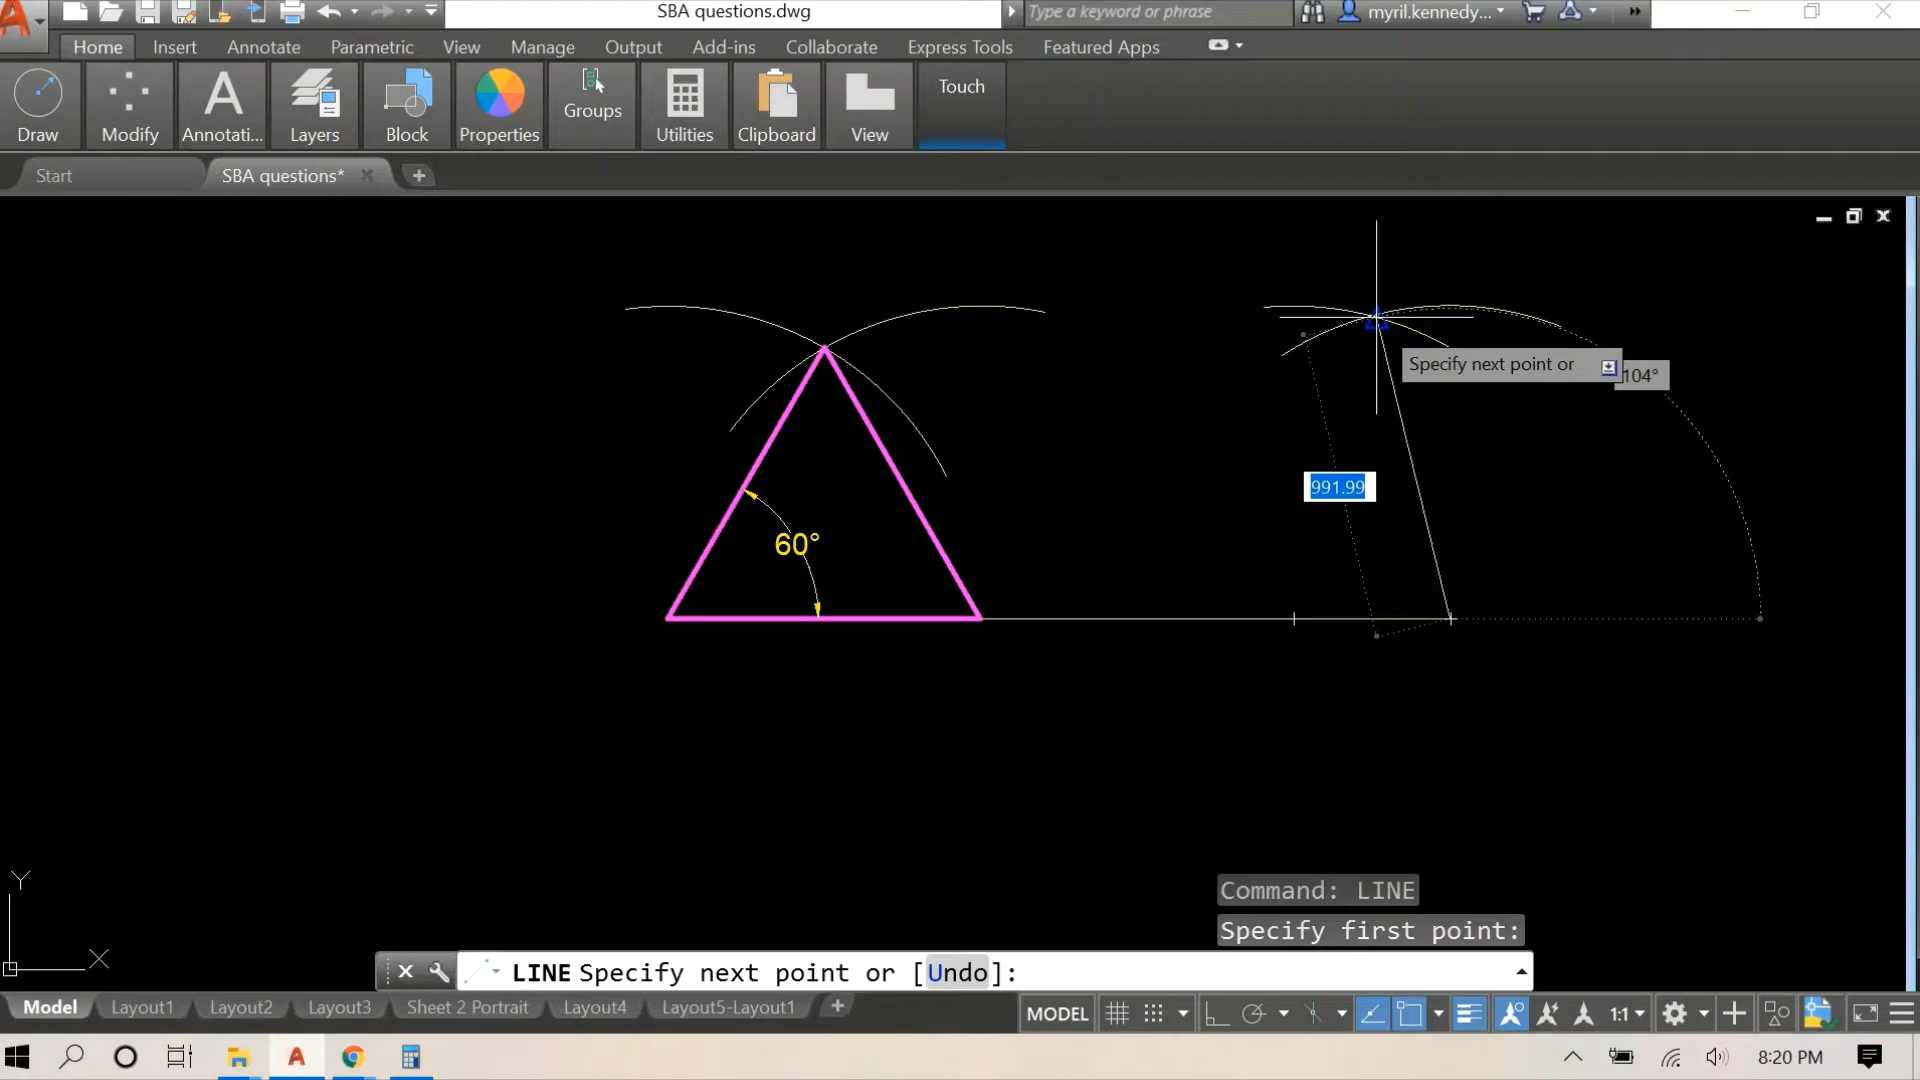 SBA questions.dwg
Type a keyword or phrase
myril.kennedy...
Home Insert Annotate Parametric View Manage Output Add-ins Collaborate Express Tools Featured Apps
Draw Modify Annotati... Layers Block Properties Groups Utilities Clipboard View Touch
Start SBA questions*
Specify next point or
104°
991.99
60°
Y
X
Command: LINE
Specify first point:
LINE Specify next point or [Undo]:
Model Layout1 Layout2 Layout3 Sheet 2 Portrait Layout4 Layout5-Layout1 MODEL 1:1
8:20 PM